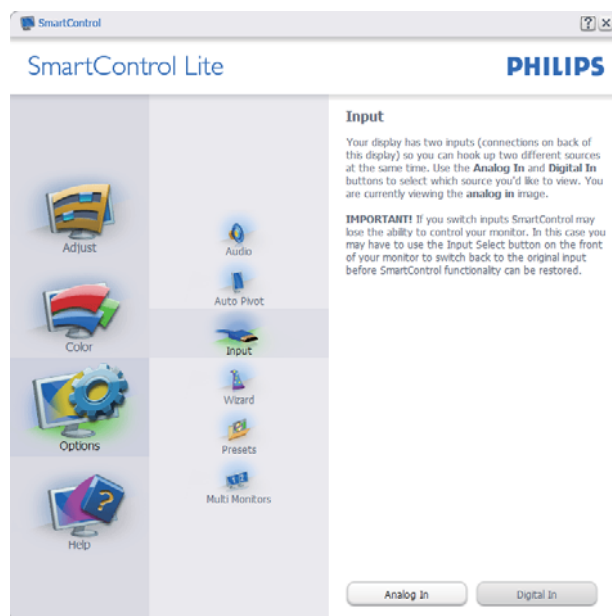 SmartControl
SmartControl Lite
PHILIPS
Adjust
Color
Options
Help
Audio
Auto Pivot
Input
Wizard
Presets
Multi Monitors
Input
Your display has two inputs (connections on back of
this display) so you can hook up two different sources
at the same time. Use the Analog In and Digital In
buttons to select which source you'd like to view. You
are currently viewing the analog in image.
IMPORTANT! If you switch inputs SmartControl may
lose the ability to control your monitor. In this case you
may have to use the Input Select button on the front
of your monitor to switch back to the original input
before SmartControl functionality can be restored.
Analog In
Digital In